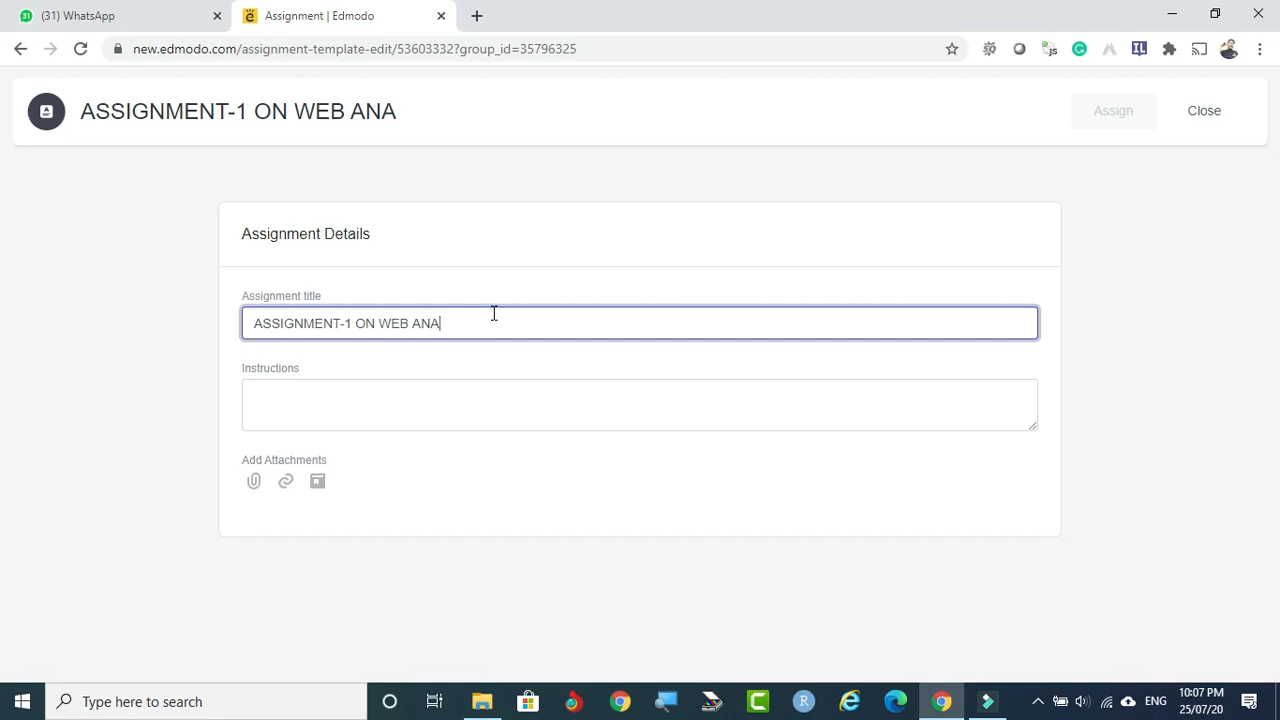 (31) WhatsApp
Assignment | Edmodo
new.edmodo.com/assignment-template-edit/53603332?group_id=35796325
ASSIGNMENT-1 ON WEB ANA
Assign
Close
Assignment Details
Assignment title
ASSIGNMENT-1 ON WEB ANA
Instructions
Add Attachments
Type here to search
ENG
10:07 PM
25/07/20